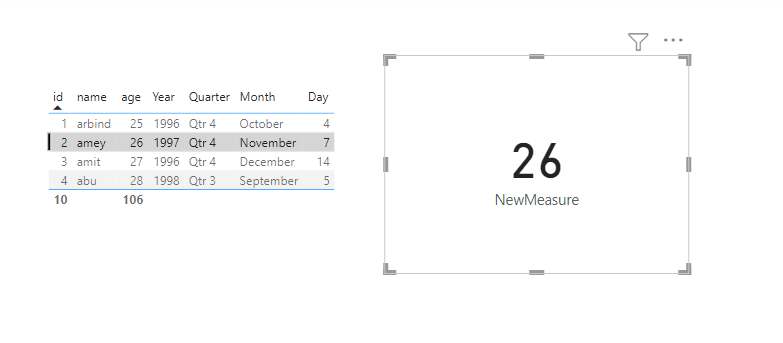 id name age Year Quarter Month Day
1 arbind 25 1996 Qtr 4 October 4
2 amey 26 1997 Qtr 4 November 7
3 amit 27 1996 Qtr 4 December 14
4 abu 28 1998 Qtr 3 September 5
10 106
26
NewMeasure